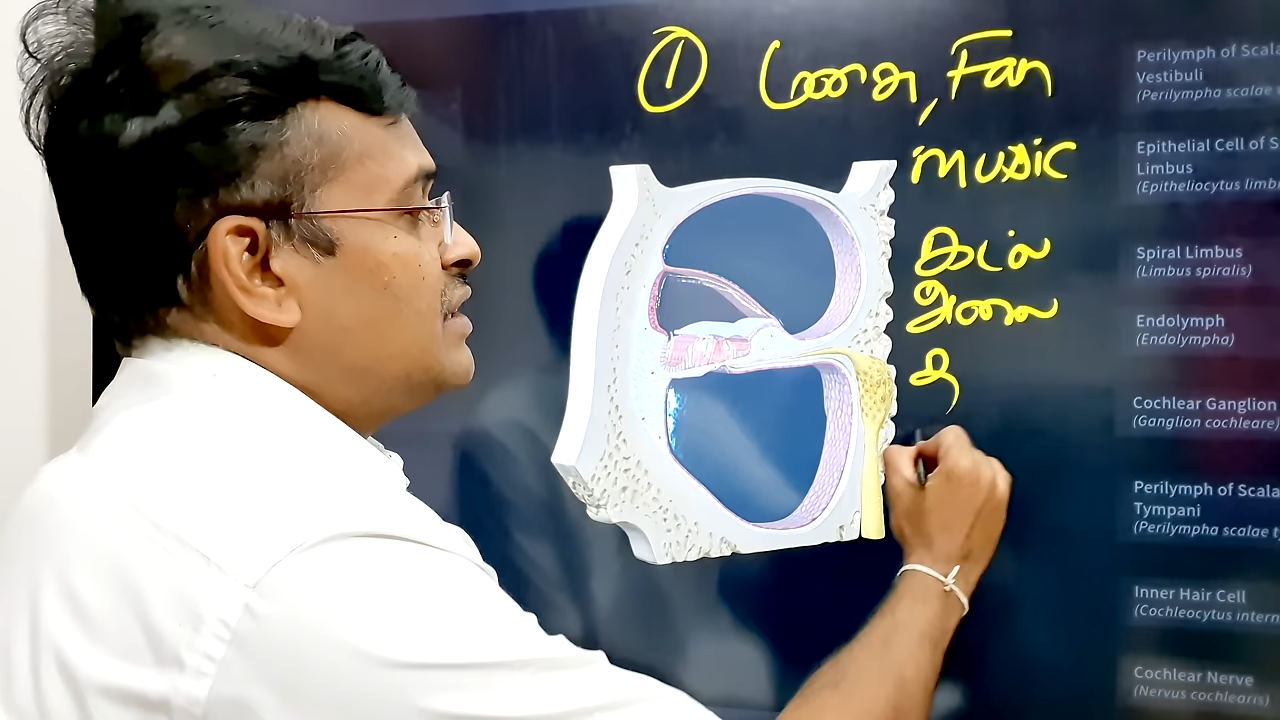 ① மழை, Fan
music
கடல்
அலை
Perilymph of Scala
Vestibuli
(Perilympha scalae
Epithelial Cell of S
Limbus
(Epitheliocytus limb
Spiral Limbus
(Limbus spiralis)
Endolymph
(Endolympha)
Cochlear Ganglion
(Ganglion cochleare)
Perilymph of Scala
Tympani
(Perilympha scalae t
Inner Hair Cell
(Cochleocytus intern
Cochlear Nerve
(Nervus cochlearis)